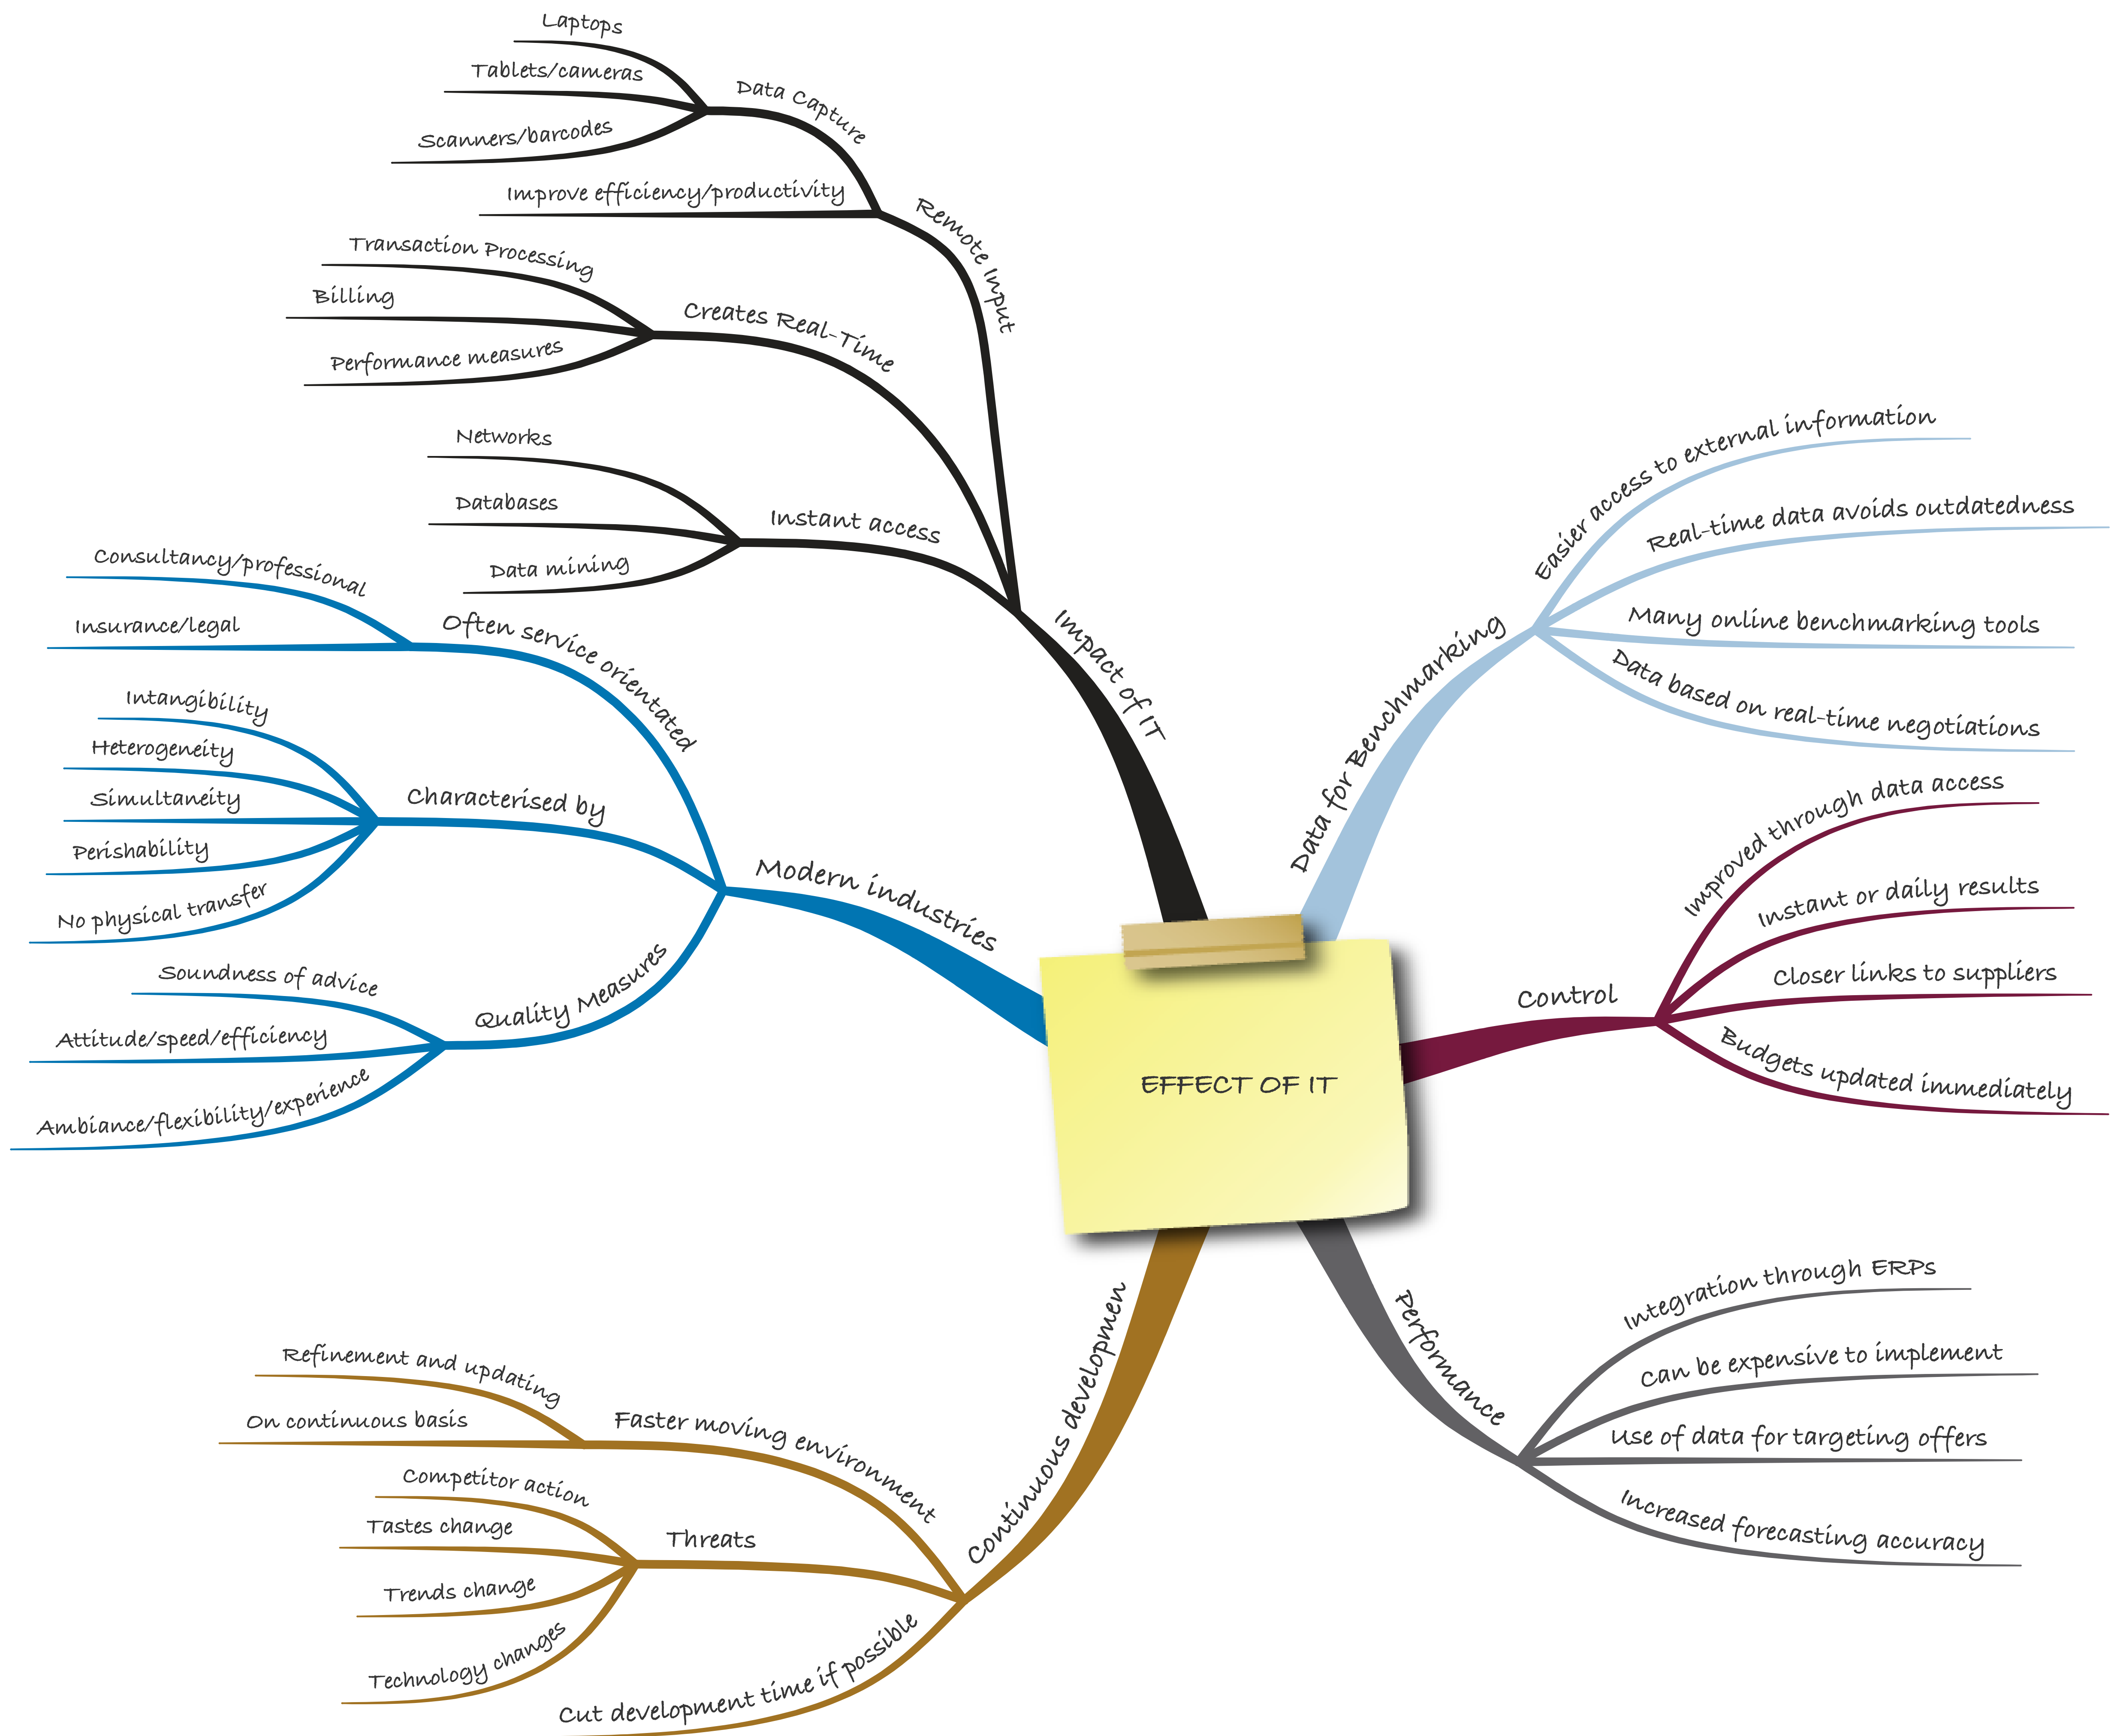 EFFECT OF IT
Impact of IT
Remote Input
Data Capture
Laptops
Tablets/cameras
Scanners/barcodes
Improve efficiency/productivity
Creates Real-Time
Transaction Processing
Billing
Performance measures
Instant access
Networks
Databases
Data mining
Modern industries
Often service orientated
Consultancy/professional
Insurance/legal
Characterised by
Intangibility
Heterogeneity
Simultaneity
Perishability
No physical transfer
Quality Measures
Soundness of advice
Attitude/speed/efficiency
Ambiance/flexibility/experience
Continuous developmen
Faster moving environment
Refinement and updating
On continuous basis
Threats
Competitor action
Tastes change
Trends change
Technology changes
Cut development time if possible
Data for Benchmarking
Easier access to external information
Real-time data avoids outdatedness
Many online benchmarking tools
Data based on real-time negotiations
Control
Improved through data access
Instant or daily results
Closer links to suppliers
Budgets updated immediately
Performance
Integration through ERPs
Can be expensive to implement
Use of data for targeting offers
Increased forecasting accuracy